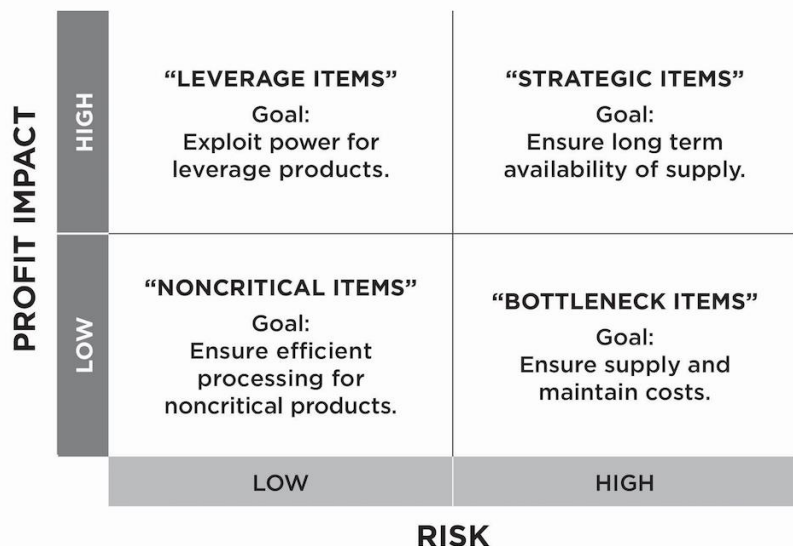 PROFIT IMPACT
HIGH
“LEVERAGE ITEMS”
Goal:
Exploit power for
leverage products.
“STRATEGIC ITEMS”
Goal:
Ensure long term
availability of supply.
LOW
“NONCRITICAL ITEMS”
Goal:
Ensure efficient
processing for
noncritical products.
“BOTTLENECK ITEMS”
Goal:
Ensure supply and
maintain costs.
LOW
HIGH
RISK